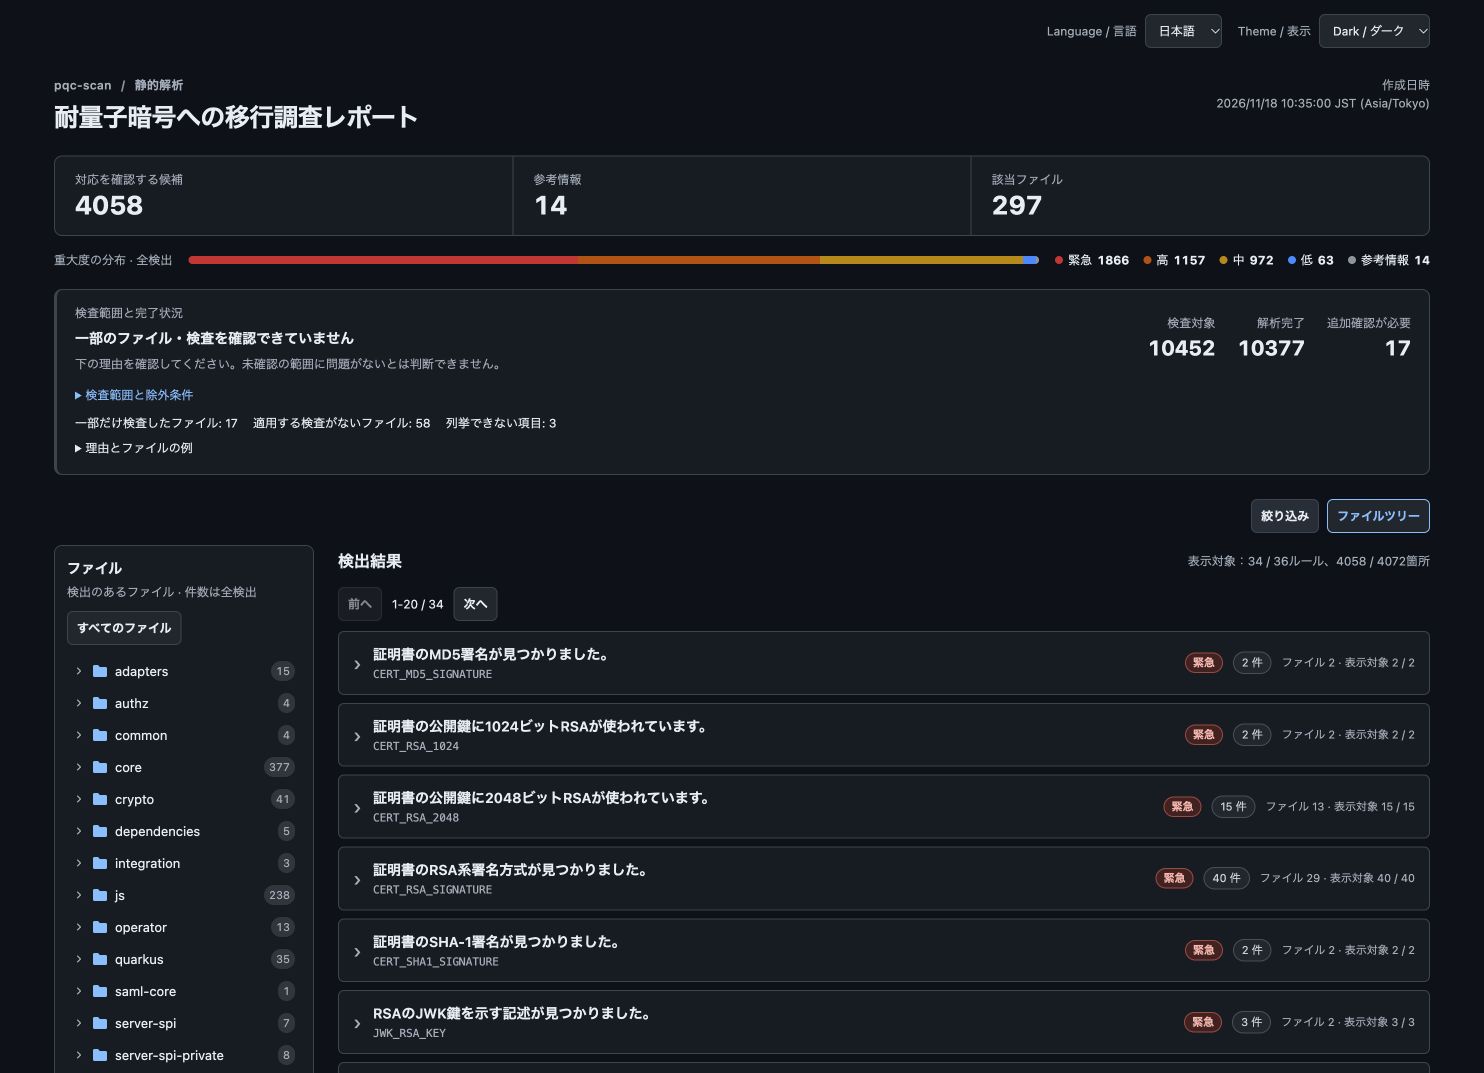 Language / 言語 日本語 Theme / 表示 Dark / ダーク
pqc-scan / 静的解析
耐量子暗号への移行調査レポート
作成日時
2026/11/18 10:35:00 JST (Asia/Tokyo)
対応を確認する候補
4058
参考情報
14
該当ファイル
297
重大度の分布 · 全検出
緊急 1866 高 1157 中 972 低 63 参考情報 14
検査範囲と完了状況
一部のファイル・検査を確認できていません
下の理由を確認してください。未確認の範囲に問題がないとは判断できません。
検査対象
10452
解析完了
10377
追加確認が必要
17
検査範囲と除外条件
一部だけ検査したファイル: 17 適用する検査がないファイル: 58 列挙できない項目: 3
理由とファイルの例
絞り込み ファイルツリー
ファイル
検出のあるファイル · 件数は全検出
すべてのファイル
adapters 15
authz 4
common 4
core 377
crypto 41
dependencies 5
integration 3
js 238
operator 13
quarkus 35
saml-core 1
server-spi 7
server-spi-private 8
検出結果
表示対象：34 / 36ルール、4058 / 4072箇所
前へ 1-20 / 34 次へ
証明書のMD5署名が見つかりました。
CERT_MD5_SIGNATURE
緊急 2 件 ファイル 2 · 表示対象 2 / 2
証明書の公開鍵に1024ビットRSAが使われています。
CERT_RSA_1024
緊急 2 件 ファイル 2 · 表示対象 2 / 2
証明書の公開鍵に2048ビットRSAが使われています。
CERT_RSA_2048
緊急 15 件 ファイル 13 · 表示対象 15 / 15
証明書のRSA系署名方式が見つかりました。
CERT_RSA_SIGNATURE
緊急 40 件 ファイル 29 · 表示対象 40 / 40
証明書のSHA-1署名が見つかりました。
CERT_SHA1_SIGNATURE
緊急 2 件 ファイル 2 · 表示対象 2 / 2
RSAのJWK鍵を示す記述が見つかりました。
JWK_RSA_KEY
緊急 3 件 ファイル 2 · 表示対象 3 / 3